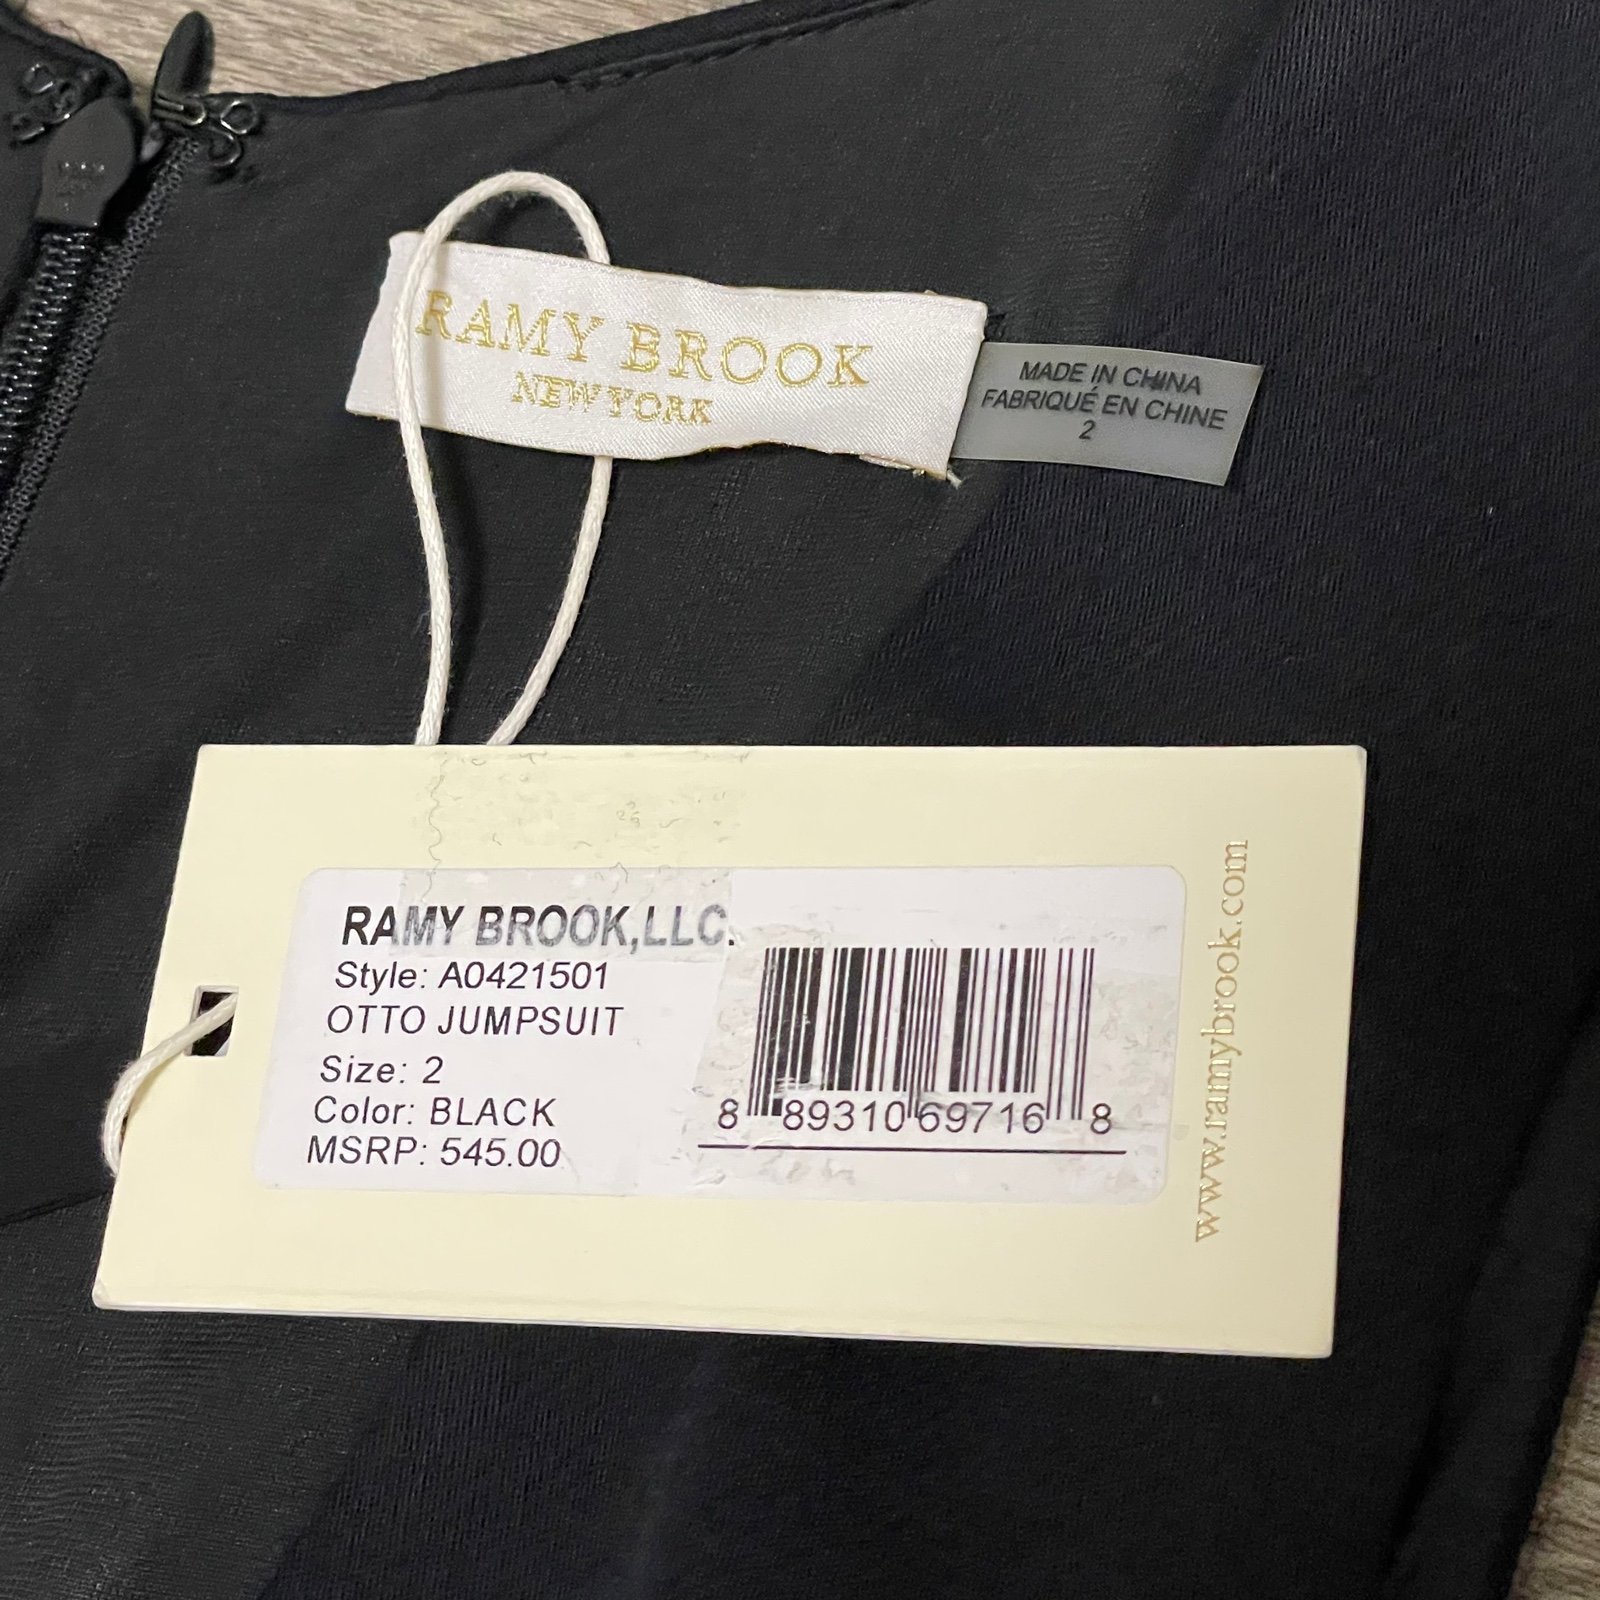 RAMY BROOK
NEW YORK
MADE IN CHINA
FABRIQUÉ EN CHINE
2
RAMY BROOK,LLC.
Style: A0421501
OTTO JUMPSUIT
Size: 2
Color: BLACK
MSRP: 545.00
8 89310 69716 8
www.ramybrook.com